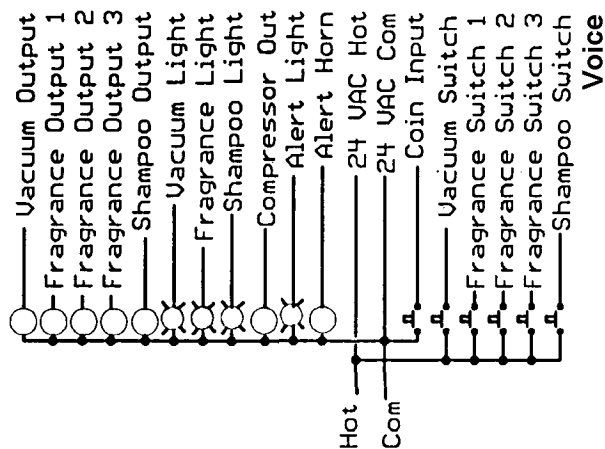 Vacuum Output
Fragrance Output 1
Fragrance Output 2
Fragrance Output 3
Shampoo Output
Vacuum Light
Fragrance Light
Shampoo Light
Compressor Out
Alert Light
Alert Horn
24 VAC Hot
24 VAC Com
Coin Input
Vacuum Switch
Fragrance Switch 1
Fragrance Switch 2
Fragrance Switch 3
Shampoo Switch
Voice
Hot
Com